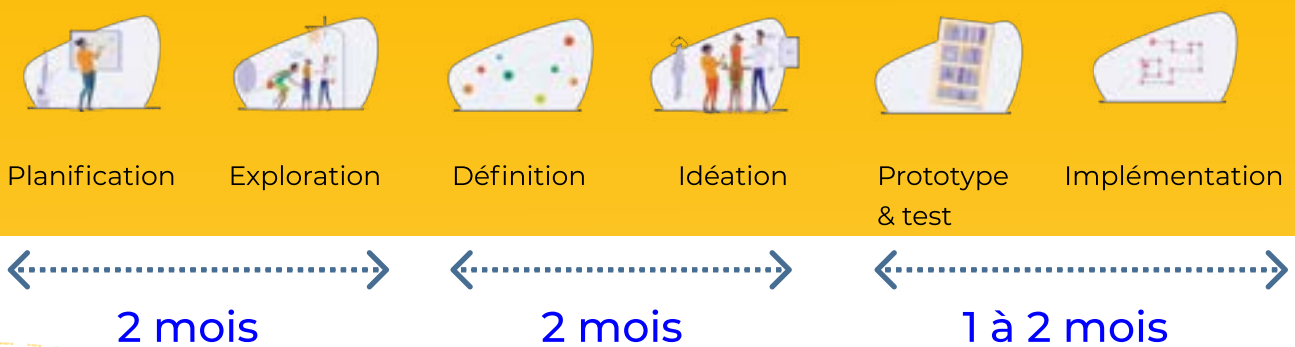 Planification
Exploration
Définition
Idéation
Prototype
& test
Implémentation
2 mois
2 mois
1 à 2 mois